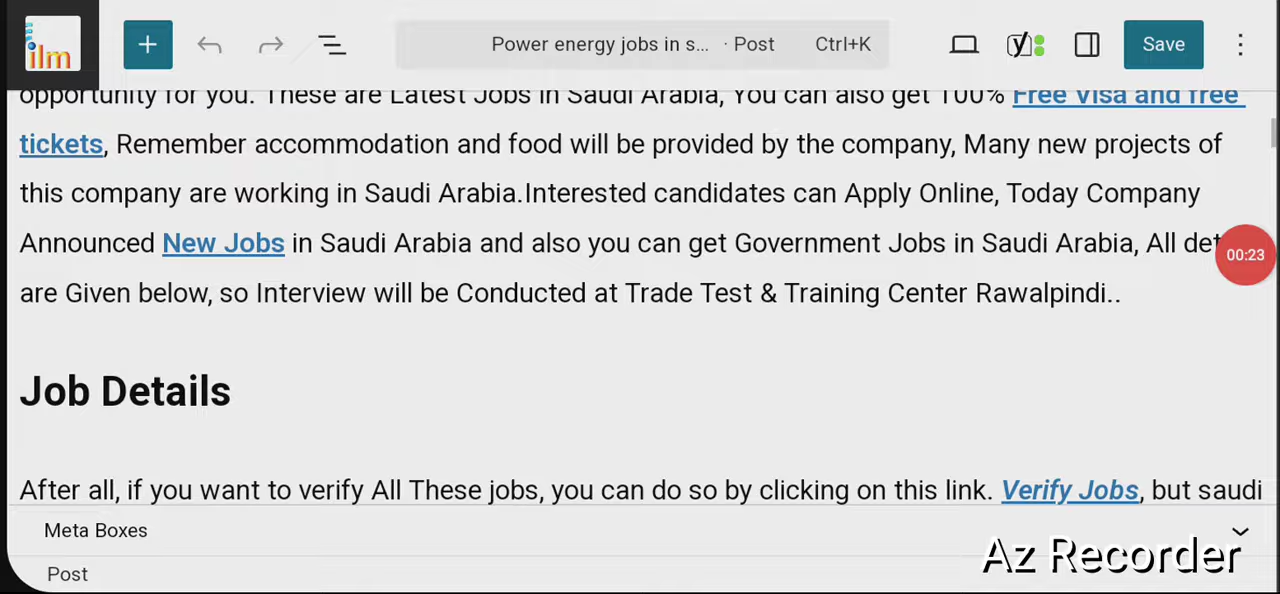 ilm
Power energy jobs in s... · Post Ctrl+K
Save
opportunity for you. These are Latest Jobs in Saudi Arabia, You can also get 100% Free Visa and free
tickets, Remember accommodation and food will be provided by the company, Many new projects of
this company are working in Saudi Arabia.Interested candidates can Apply Online, Today Company
Announced New Jobs in Saudi Arabia and also you can get Government Jobs in Saudi Arabia, All det
00:23
are Given below, so Interview will be Conducted at Trade Test & Training Center Rawalpindi..
Job Details
After all, if you want to verify All These jobs, you can do so by clicking on this link. Verify Jobs, but saudi
Meta Boxes
Az Recorder
Post